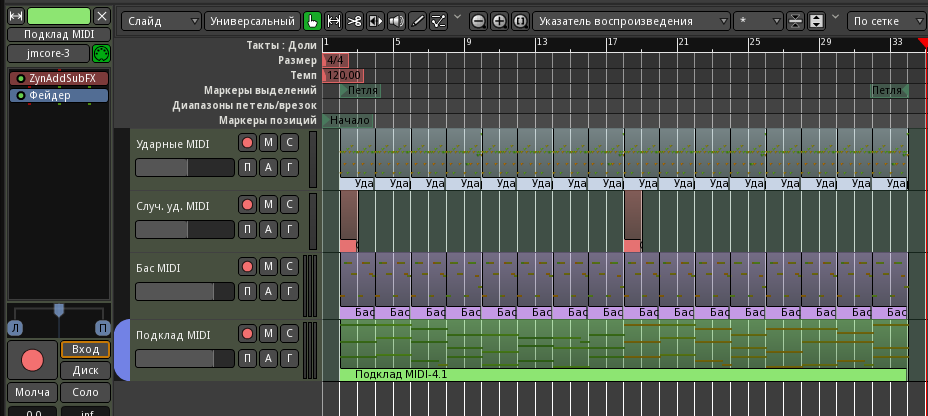 Слайд Универсальный Указатель воспроизведения * По сетке
Подклад MIDI
jmcore-3
ZynAddSubFX
Фейдер
Такты : Доли 1 5 9 13 17 21 25 29 33
Размер 4/4
Темп 120,00
Маркеры выделений Петля Петля
Диапазоны петель/врезок
Маркеры позиций Начало
Ударные MIDI М С
П А Г
Уда Уда Уда Уда Уда Уда Уда Уда Уда Уда Уда Уда Уда Уда Уда Уда
Случ. уд. MIDI М С
П А Г
Бас MIDI М С
П А Г
Бас Бас Бас Бас Бас Бас Бас Бас Бас Бас Бас Бас Бас Бас Бас Бас
Подклад MIDI М С
П А Г
Подклад MIDI-4.1
Л П
Вход
Диск
Молча Соло
0.0 -inf